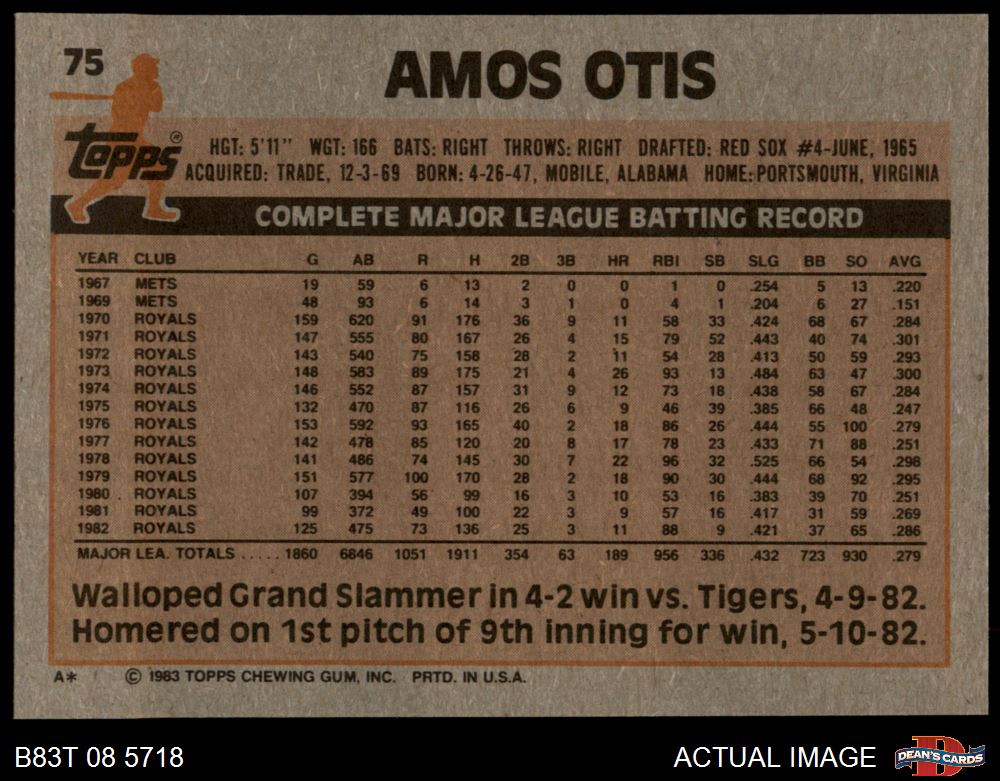 75
AMOS OTIS
Topps®
HGT: 5'11" WGT: 166 BATS: RIGHT THROWS: RIGHT DRAFTED: RED SOX #4-JUNE, 1965
ACQUIRED: TRADE, 12-3-69 BORN: 4-26-47, MOBILE, ALABAMA HOME: PORTSMOUTH, VIRGINIA
COMPLETE MAJOR LEAGUE BATTING RECORD
YEAR CLUB G AB R H 2B 3B HR RBI SB SLG BB SO AVG
1967 METS 19 59 6 13 2 0 0 1 0 .254 5 13 .220
1969 METS 48 93 6 14 3 1 0 4 1 .204 6 27 .151
1970 ROYALS 159 620 91 176 36 9 11 58 33 .424 68 67 .284
1971 ROYALS 147 555 80 167 26 4 15 79 52 .443 40 74 .301
1972 ROYALS 143 540 75 158 28 2 11 54 28 .413 50 59 .293
1973 ROYALS 148 583 89 175 21 4 26 93 13 .484 63 47 .300
1974 ROYALS 146 552 87 157 31 9 12 73 18 .438 58 67 .284
1975 ROYALS 132 470 87 116 26 6 9 46 39 .385 66 48 .247
1976 ROYALS 153 592 93 165 40 2 18 86 26 .444 55 100 .279
1977 ROYALS 142 478 85 120 20 8 17 78 23 .433 71 88 .251
1978 ROYALS 141 486 74 145 30 7 22 96 32 .525 66 54 .298
1979 ROYALS 151 577 100 170 28 2 18 90 30 .444 68 92 .295
1980 ROYALS 107 394 56 99 16 3 10 53 16 .383 39 70 .251
1981 ROYALS 99 372 49 100 22 3 9 57 16 .417 31 59 .269
1982 ROYALS 125 475 73 136 25 3 11 88 9 .421 37 65 .286
MAJOR LEA. TOTALS ..... 1860 6846 1051 1911 354 63 189 956 336 .432 723 930 .279
Walloped Grand Slammer in 4-2 win vs. Tigers, 4-9-82.
Homered on 1st pitch of 9th inning for win, 5-10-82.
A* © 1983 TOPPS CHEWING GUM, INC. PRTD. IN U.S.A.
B83T 08 5718 ACTUAL IMAGE D DEAN'S CARDS